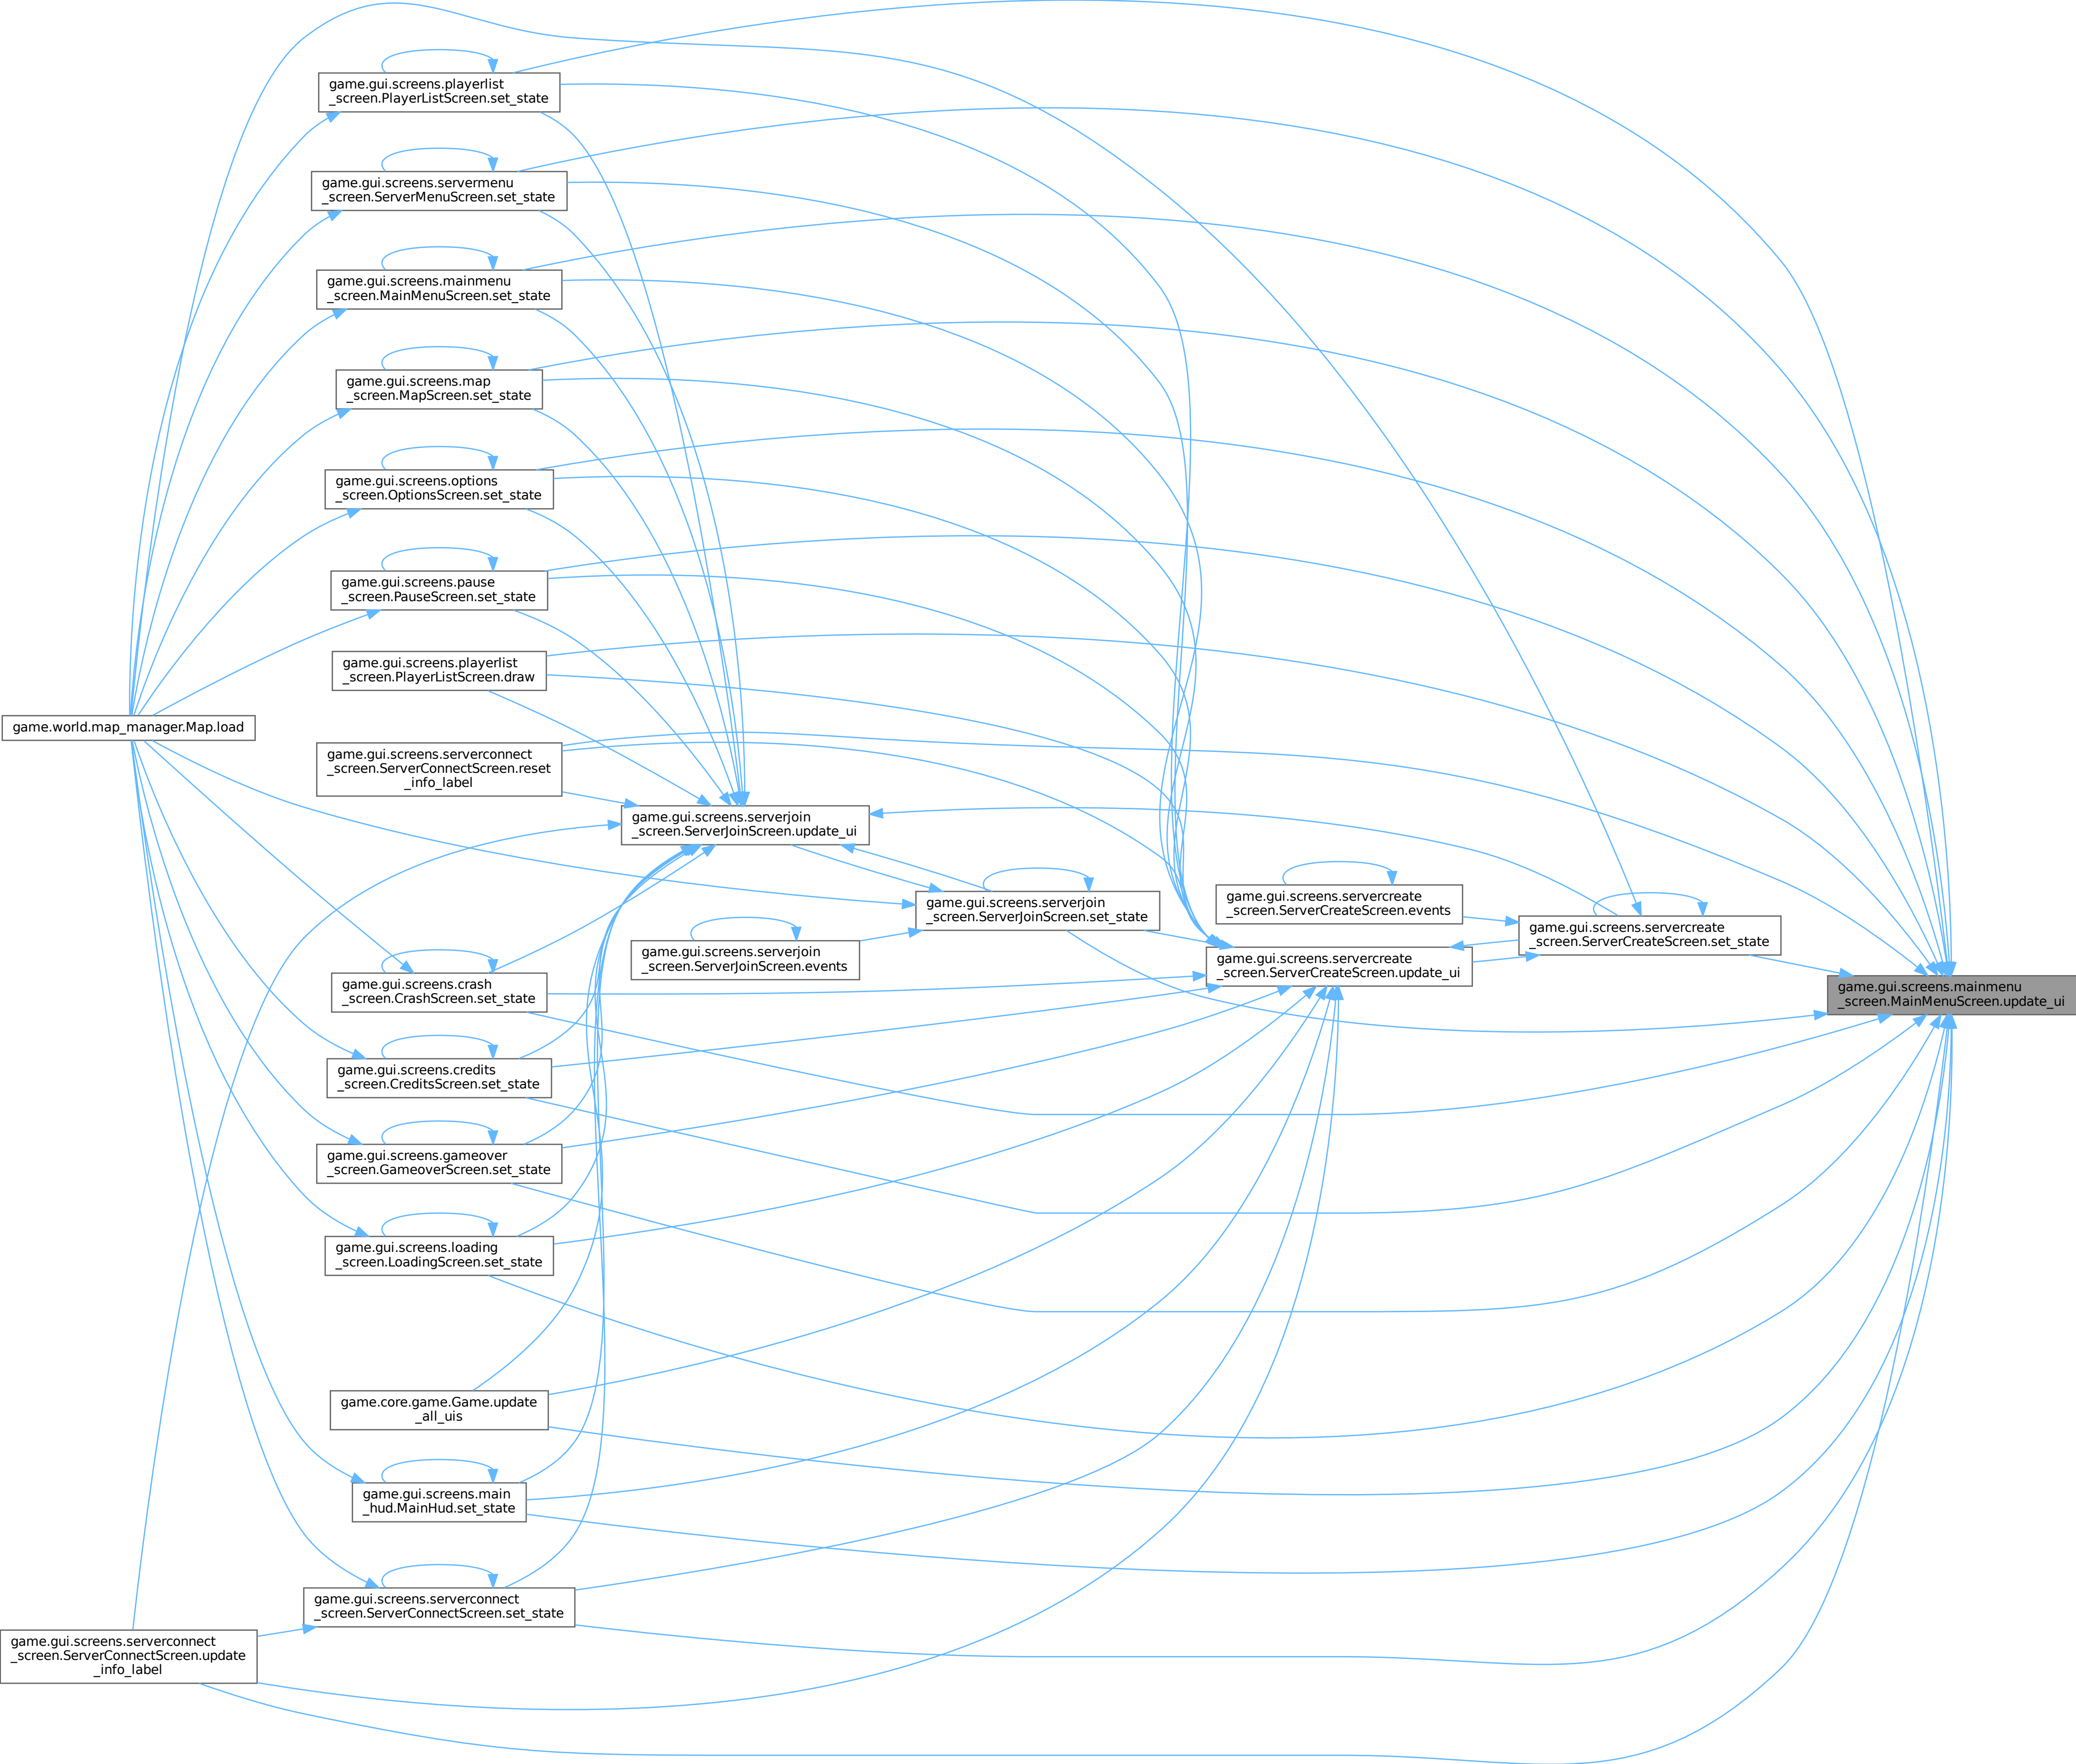 game.gui.screens.playerlist
_screen.PlayerListScreen.set_state
game.gui.screens.servermenu
_screen.ServerMenuScreen.set_state
game.gui.screens.mainmenu
_screen.MainMenuScreen.set_state
game.gui.screens.map
_screen.MapScreen.set_state
game.gui.screens.options
_screen.OptionsScreen.set_state
game.gui.screens.pause
_screen.PauseScreen.set_state
game.gui.screens.playerlist
_screen.PlayerListScreen.draw
game.world.map_manager.Map.load
game.gui.screens.serverconnect
_screen.ServerConnectScreen.reset
_info_label
game.gui.screens.serverjoin
_screen.ServerJoinScreen.update_ui
game.gui.screens.serverjoin
_screen.ServerJoinScreen.set_state
game.gui.screens.servercreate
_screen.ServerCreateScreen.events
game.gui.screens.servercreate
_screen.ServerCreateScreen.set_state
game.gui.screens.serverjoin
_screen.ServerJoinScreen.events
game.gui.screens.servercreate
_screen.ServerCreateScreen.update_ui
game.gui.screens.mainmenu
_screen.MainMenuScreen.update_ui
game.gui.screens.crash
_screen.CrashScreen.set_state
game.gui.screens.credits
_screen.CreditsScreen.set_state
game.gui.screens.gameover
_screen.GameoverScreen.set_state
game.gui.screens.loading
_screen.LoadingScreen.set_state
game.core.game.Game.update
_all_uis
game.gui.screens.main
_hud.MainHud.set_state
game.gui.screens.serverconnect
_screen.ServerConnectScreen.set_state
game.gui.screens.serverconnect
_screen.ServerConnectScreen.update
_info_label